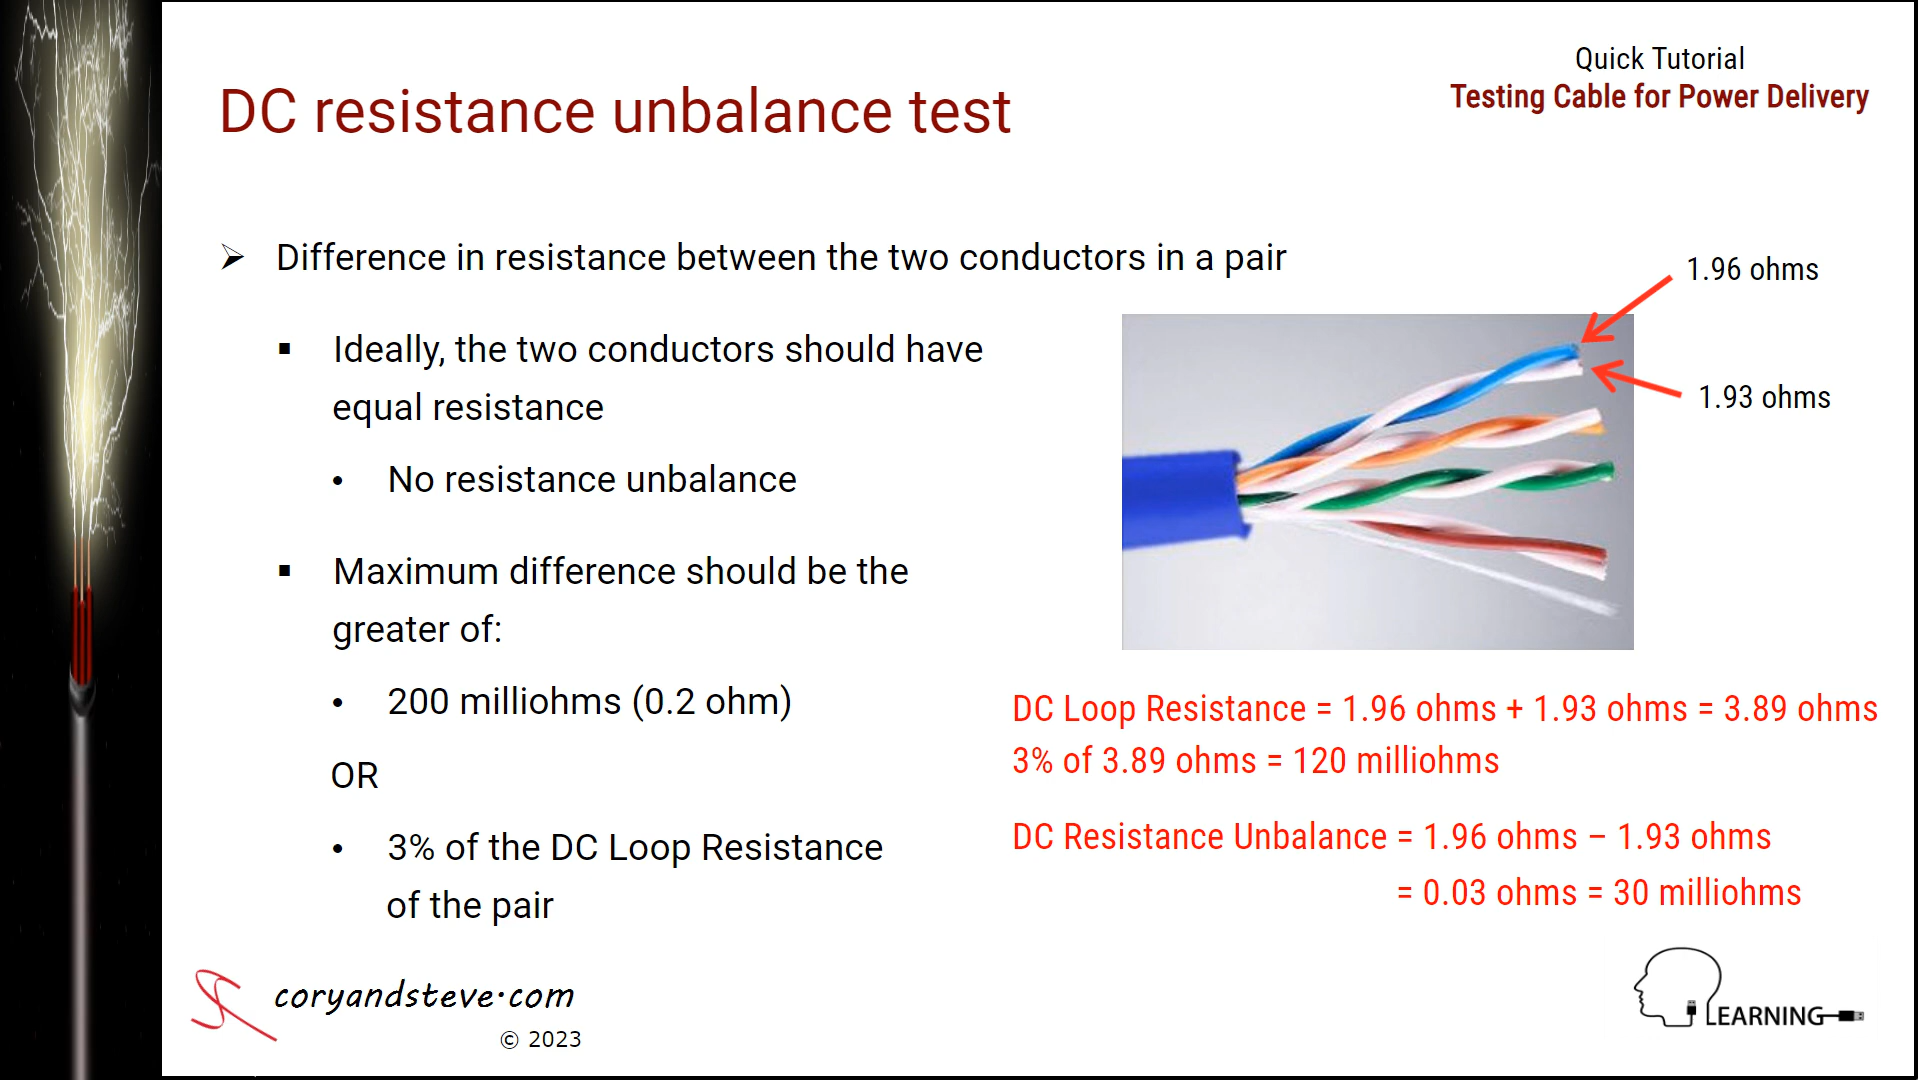 Quick Tutorial
Testing Cable for Power Delivery
DC resistance unbalance test
➢ Difference in resistance between the two conductors in a pair
▪ Ideally, the two conductors should have
equal resistance
• No resistance unbalance
▪ Maximum difference should be the
greater of:
• 200 milliohms (0.2 ohm)
OR
• 3% of the DC Loop Resistance
of the pair
1.96 ohms
1.93 ohms
DC Loop Resistance = 1.96 ohms + 1.93 ohms = 3.89 ohms
3% of 3.89 ohms = 120 milliohms
DC Resistance Unbalance = 1.96 ohms – 1.93 ohms
= 0.03 ohms = 30 milliohms
coryandsteve.com
© 2023
LEARNING